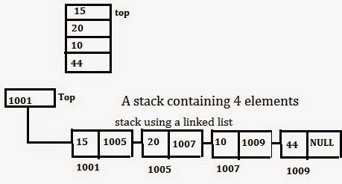 15 top
20
10
44
1001 Top
A stack containing 4 elements
stack using a linked list
15 1005 20 1007 10 1009 44 NULL
1001 1005 1007 1009